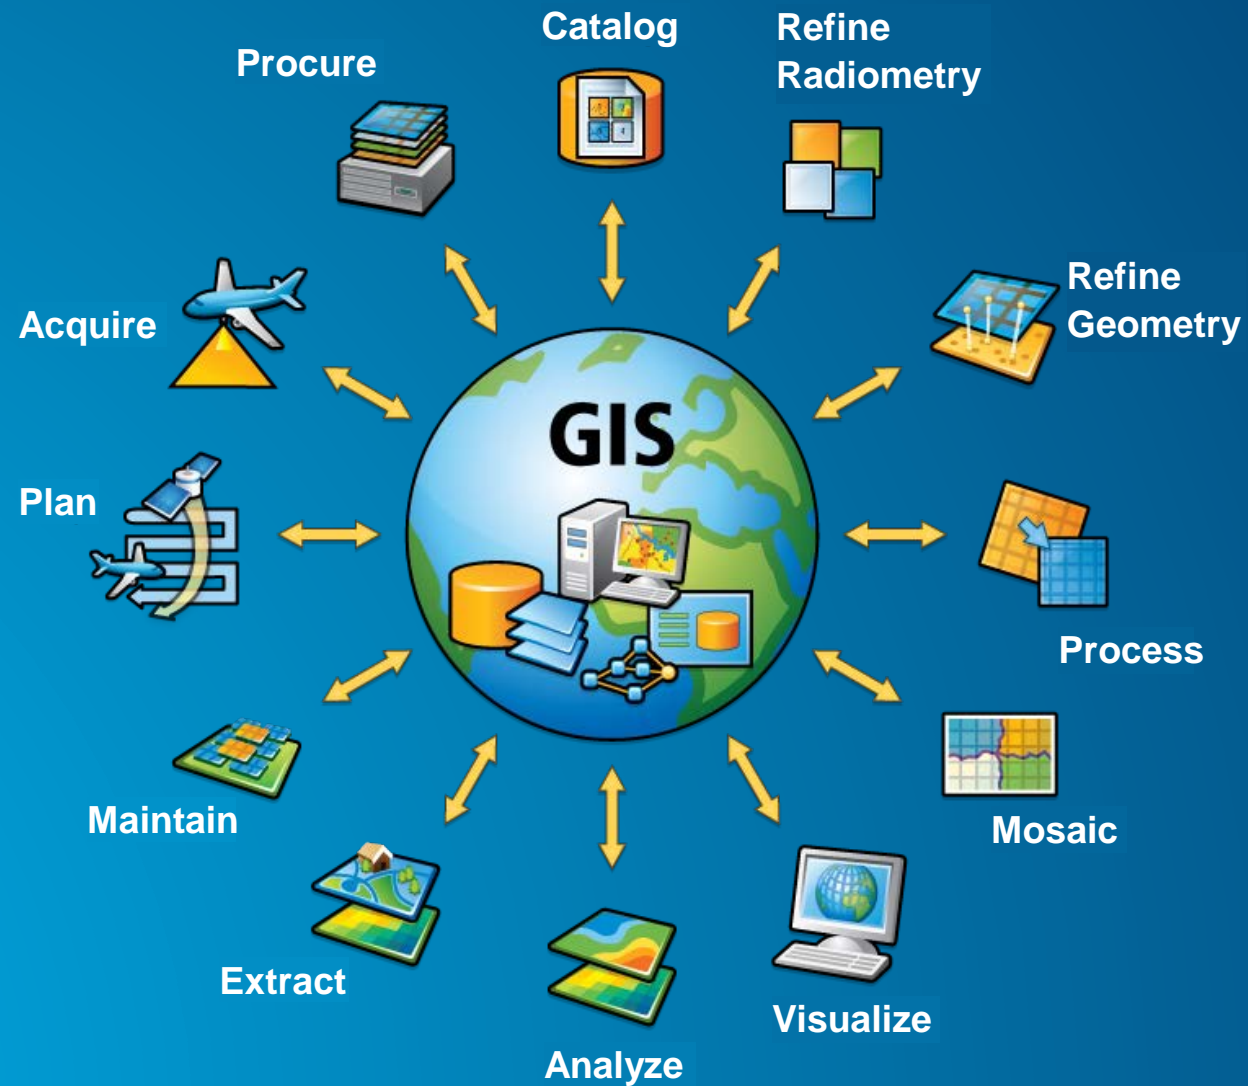 Catalog
Refine
Radiometry
Procure
Refine
Geometry
Acquire
GIS
Plan
Process
Maintain
Mosaic
Extract
Visualize
Analyze